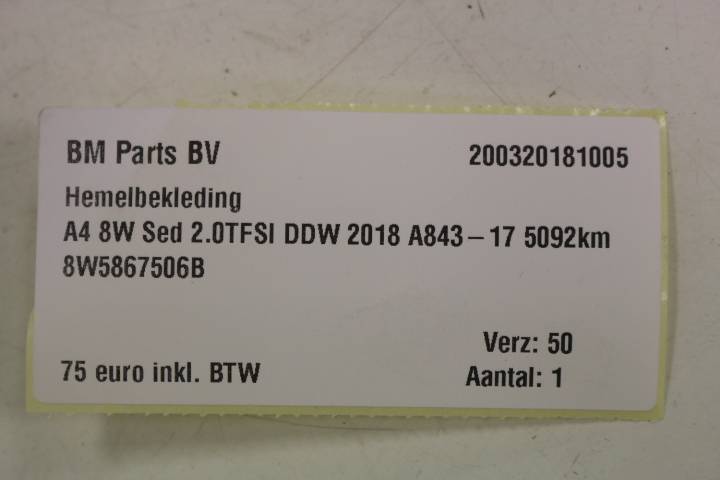 BM Parts BV 200320181005
Hemelbekleding
A4 8W Sed 2.0TFSI DDW 2018 A843-17 5092km
8W5867506B
Verz: 50
75 euro inkl. BTW Aantal: 1